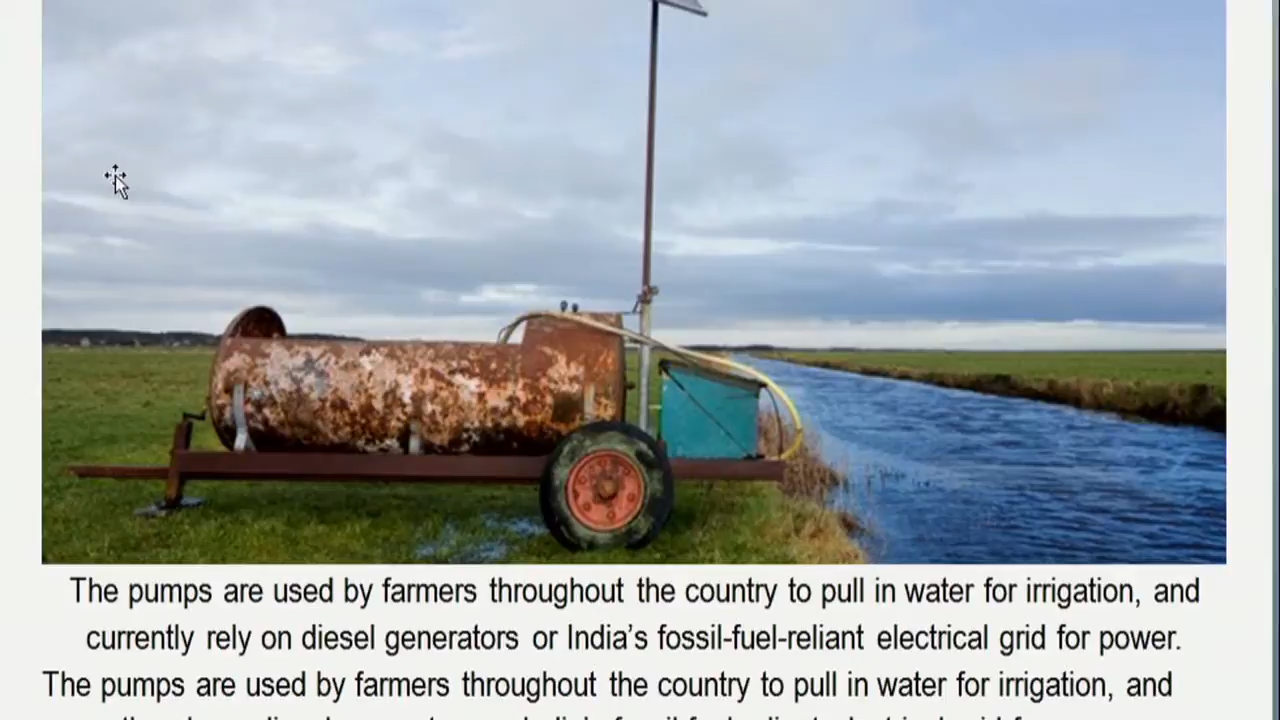 The pumps are used by farmers throughout the country to pull in water for irrigation, and
currently rely on diesel generators or India's fossil-fuel-reliant electrical grid for power.
The pumps are used by farmers throughout the country to pull in water for irrigation, and